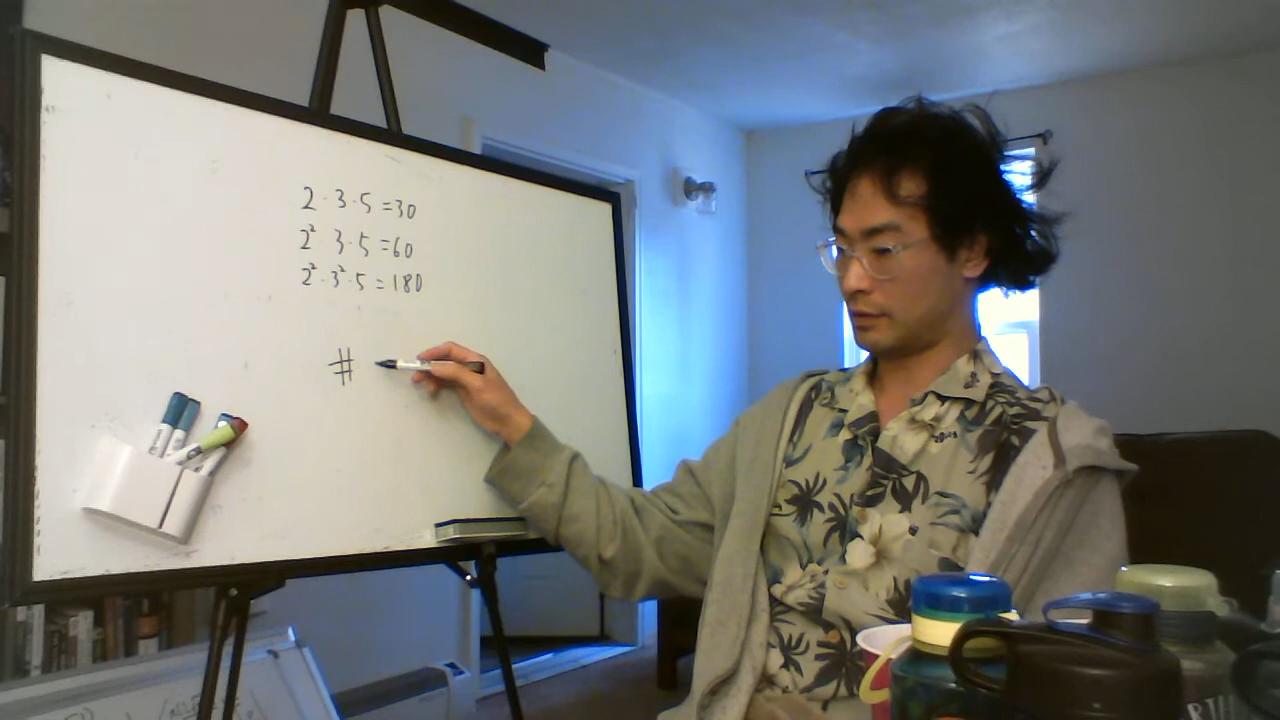 2 · 3 · 5 = 30
2² 3 · 5 = 60
2² · 3² · 5 = 180
#